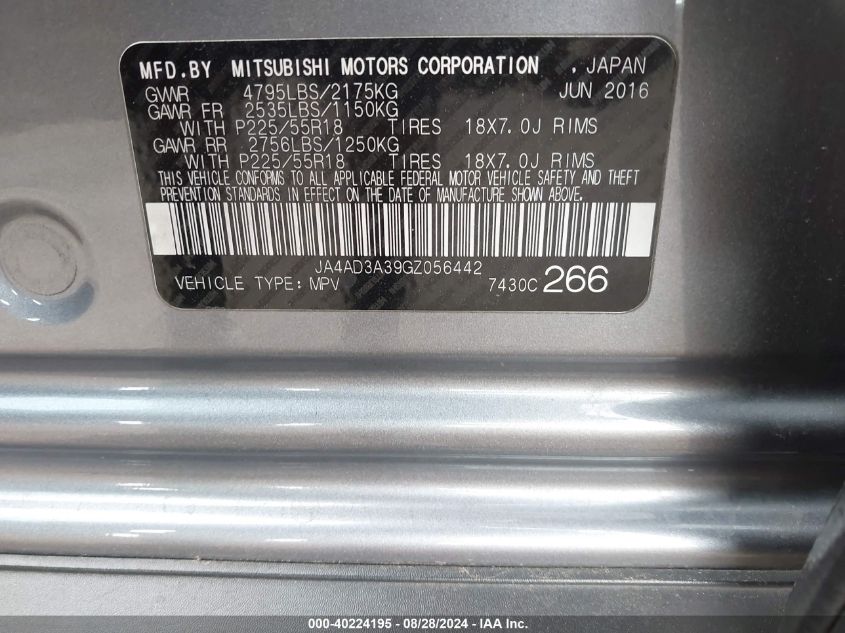 MFD.BY MITSUBISHI MOTORS CORPORATION , JAPAN
GVWR 4795LBS/2175KG JUN 2016
GAWR FR 2535LBS/1150KG
WITH P225/55R18 TIRES 18X7.0J RIMS
GAWR RR 2756LBS/1250KG
WITH P225/55R18 TIRES 18X7.0J RIMS
THIS VEHICLE CONFORMS TO ALL APPLICABLE FEDERAL MOTOR VEHICLE SAFETY AND THEFT
PREVENTION STANDARDS IN EFFECT ON THE DATE OF MANUFACTURE SHOWN ABOVE.
JA4AD3A39GZ056442
VEHICLE TYPE: MPV 7430C 266
000-40224195 - 08/28/2024 - IAA Inc.